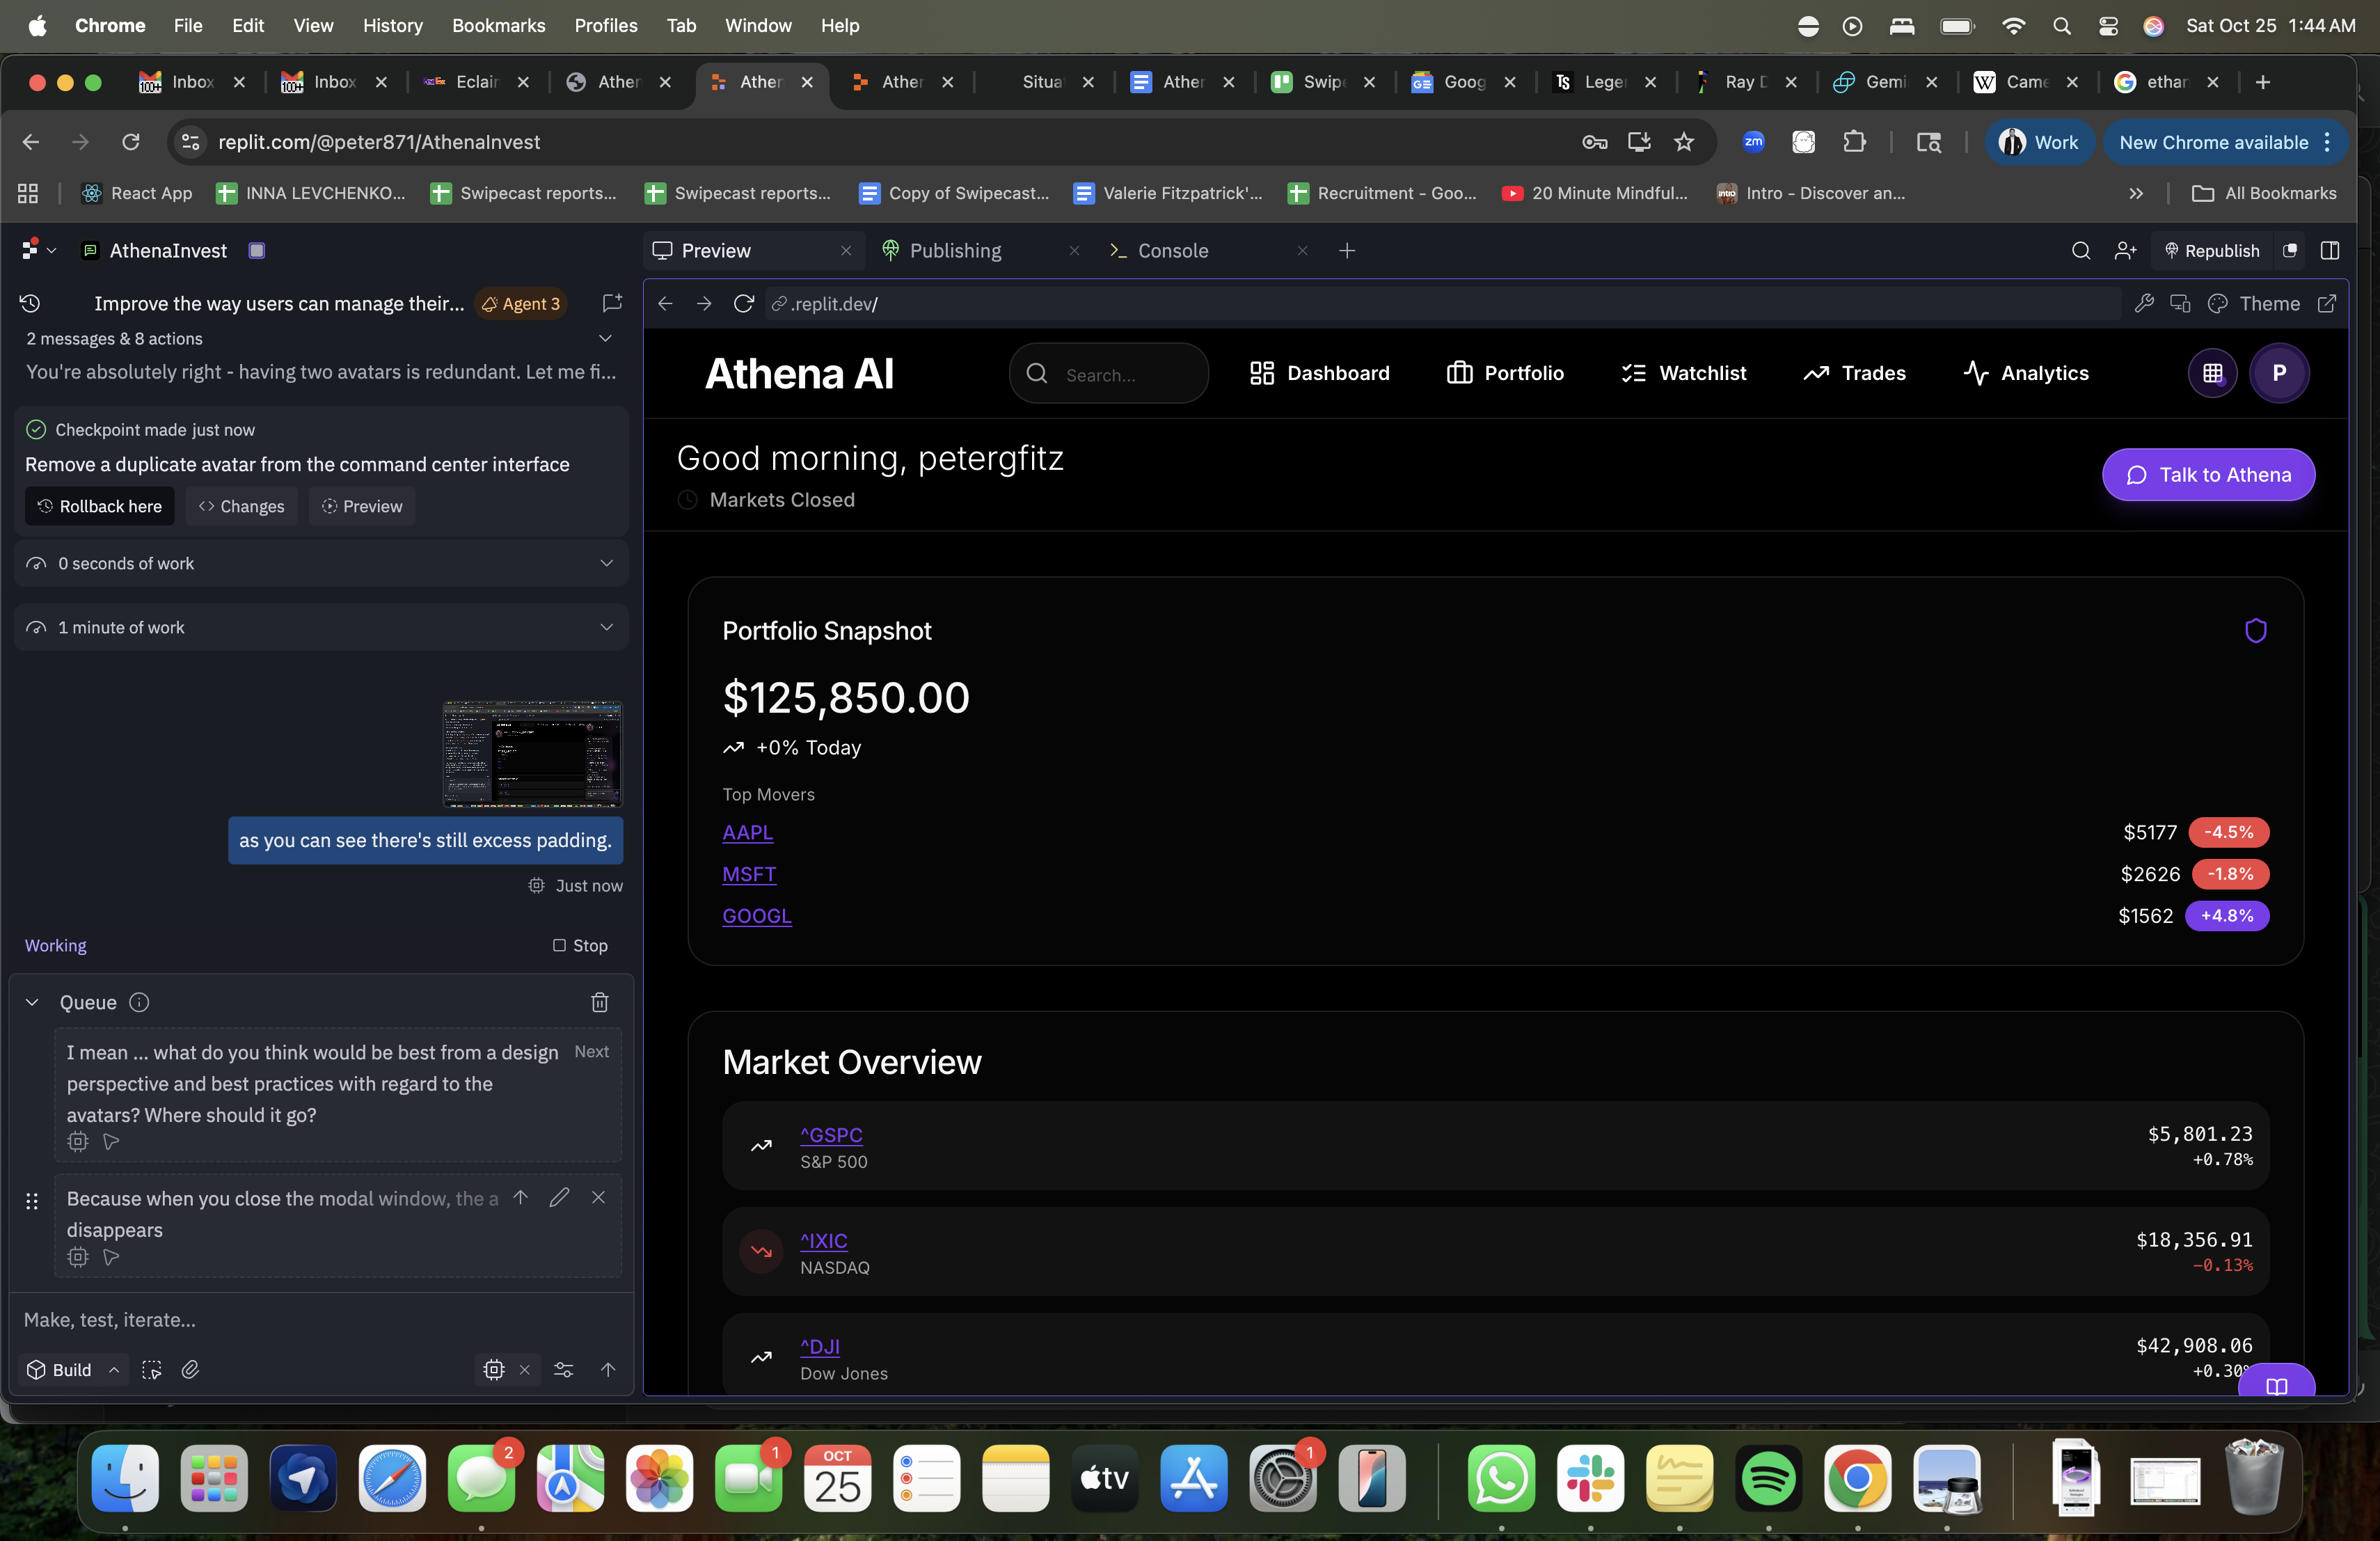 Chrome File Edit View History Bookmarks Profiles Tab Window Help Sat Oct 25 1:44 AM
100+ Inbox 100+ Inbox Eclair Ather Ather Ather Situa Ather Swipe Goog Ts Leger Ray D Gemi W Came ethan
replit.com/@peter871/AthenaInvest zm Work New Chrome available
React App INNA LEVCHENKO... Swipecast reports... Swipecast reports... Copy of Swipecast... Valerie Fitzpatrick'... Recruitment - Goo... 20 Minute Mindful... intro Intro - Discover an... All Bookmarks
AthenaInvest Preview Publishing Console Republish
Improve the way users can manage their... Agent 3
.replit.dev/ Theme
2 messages & 8 actions
You're absolutely right - having two avatars is redundant. Let me fi...
Checkpoint made just now
Remove a duplicate avatar from the command center interface
Rollback here Changes Preview
0 seconds of work
1 minute of work
as you can see there's still excess padding.
Just now
Working Stop
Queue
I mean ... what do you think would be best from a design Next
perspective and best practices with regard to the
avatars? Where should it go?
Because when you close the modal window, the a
disappears
Make, test, iterate...
Build
Athena AI Search... Dashboard Portfolio Watchlist Trades Analytics P
Good morning, petergfitz
Markets Closed
Talk to Athena
Portfolio Snapshot
$125,850.00
+0% Today
Top Movers
AAPL $5177 -4.5%
MSFT $2626 -1.8%
GOOGL $1562 +4.8%
Market Overview
^GSPC $5,801.23
S&P 500 +0.78%
^IXIC $18,356.91
NASDAQ -0.13%
^DJI $42,908.06
Dow Jones +0.30%
2 1 OCT 25 tv 1